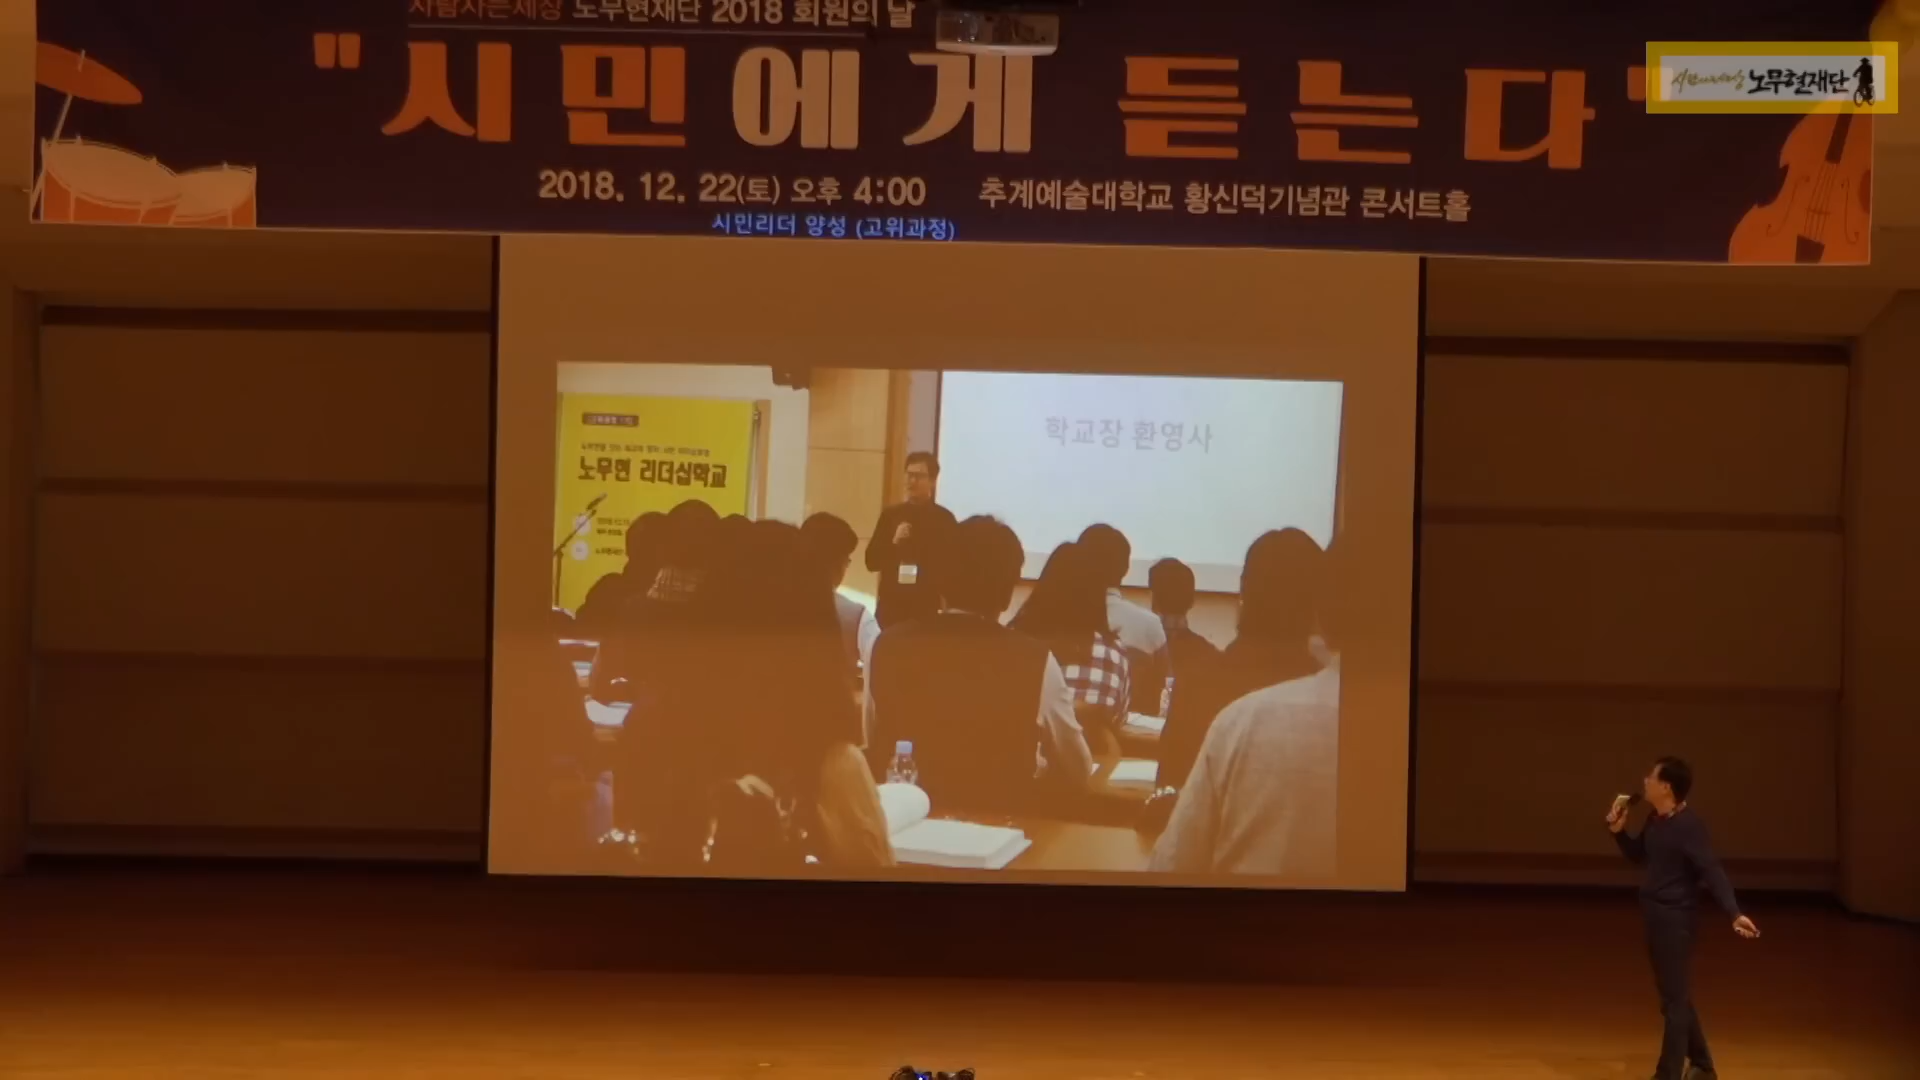 사람사는세상 노무현재단 2018 회원의 날
"시민에게 듣는다"
2018. 12. 22(토) 오후 4:00 추계예술대학교 황신덕기념관 콘서트홀
시민리더 양성 (고위과정)
사람사는세상 노무현재단
학교장 환영사
노무현 리더십학교